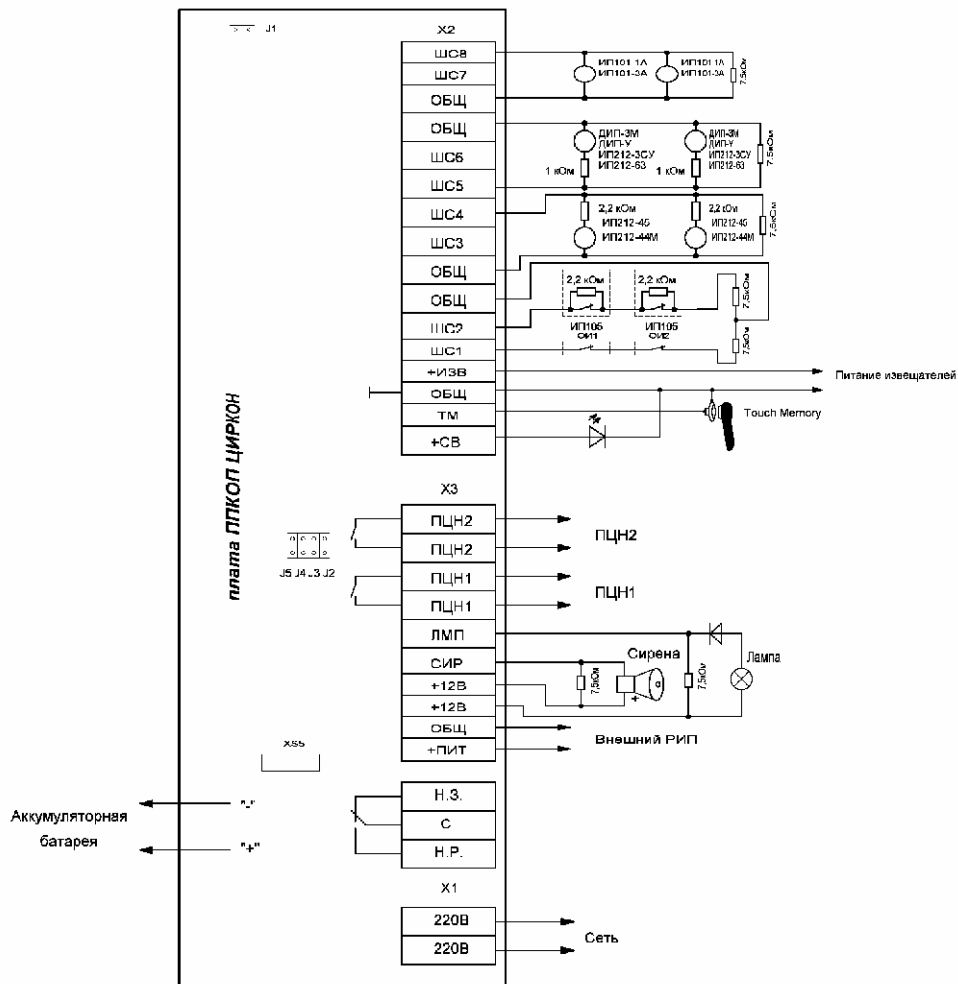 J1
X2
ШС8
ШС7
ОБЩ
ОБЩ
ШС6
ШС5
ШС4
ШС3
ОБЩ
ОБЩ
ШС2
ШС1
+ИЗВ
ОБЩ
ТМ
+СВ
ИП101-1А
ИП101-3А
ИП101-1А
ИП101-3А
7,5кОм
ДИП-3М
ДИП-У
ИП212-3СУ
ИП212-63
1 кОм
ДИП-3М
ДИП-У
ИП212-3СУ
ИП212-63
1 кОм
7,5кОм
2,2 кОм
ИП212-45
ИП212-44М
2,2 кОм
ИП212-45
ИП212-44М
7,5кОм
2,2 кОм
2,2 кОм
7,5кОм
ИП105
ОИ1
ИП105
ОИ2
7,5кОм
Питание извещателей
Touch Memory
плата ППКОП ЦИРКОН
X3
ПЦН2
ПЦН2
ПЦН1
ПЦН1
ЛМП
СИР
+12В
+12В
ОБЩ
+ПИТ
ПЦН2
ПЦН1
J5 J4 J3 J2
Сирена
Лампа
7,5кОм
7,5кОм
+
Внешний РИП
XS5
Н.З.
С
Н.Р.
Аккумуляторная
батарея
"-"
"+"
X1
220В
220В
Сеть